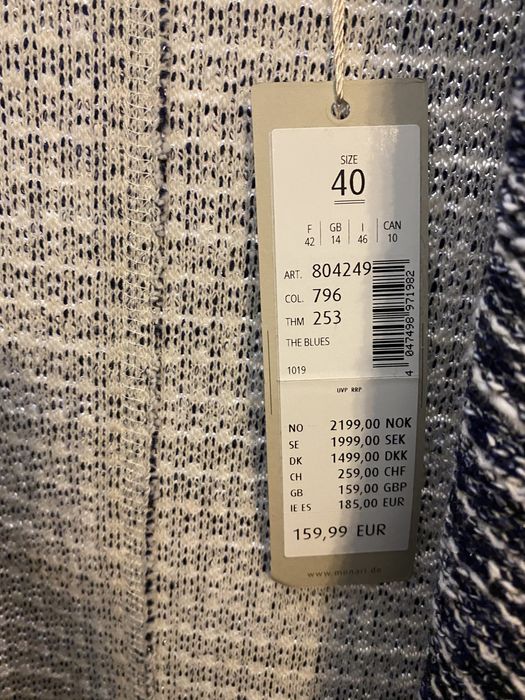 SIZE
40
F GB I CAN
42 14 46 10
ART. 804249
COL. 796
THM 253
THE BLUES
1019
4 047498 971982
UVP RRP
NO 2199,00 NOK
SE 1999,00 SEK
DK 1499,00 DKK
CH 259,00 CHF
GB 159,00 GBP
IE ES 185,00 EUR
159,99 EUR
www.monari.de